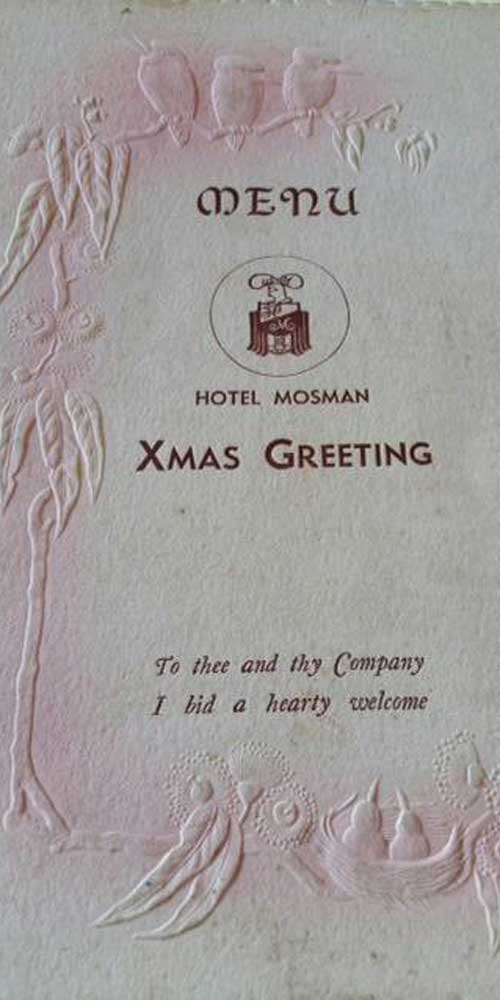 MENU
M
HOTEL MOSMAN
XMAS GREETING
To thee and thy Company
I bid a hearty welcome